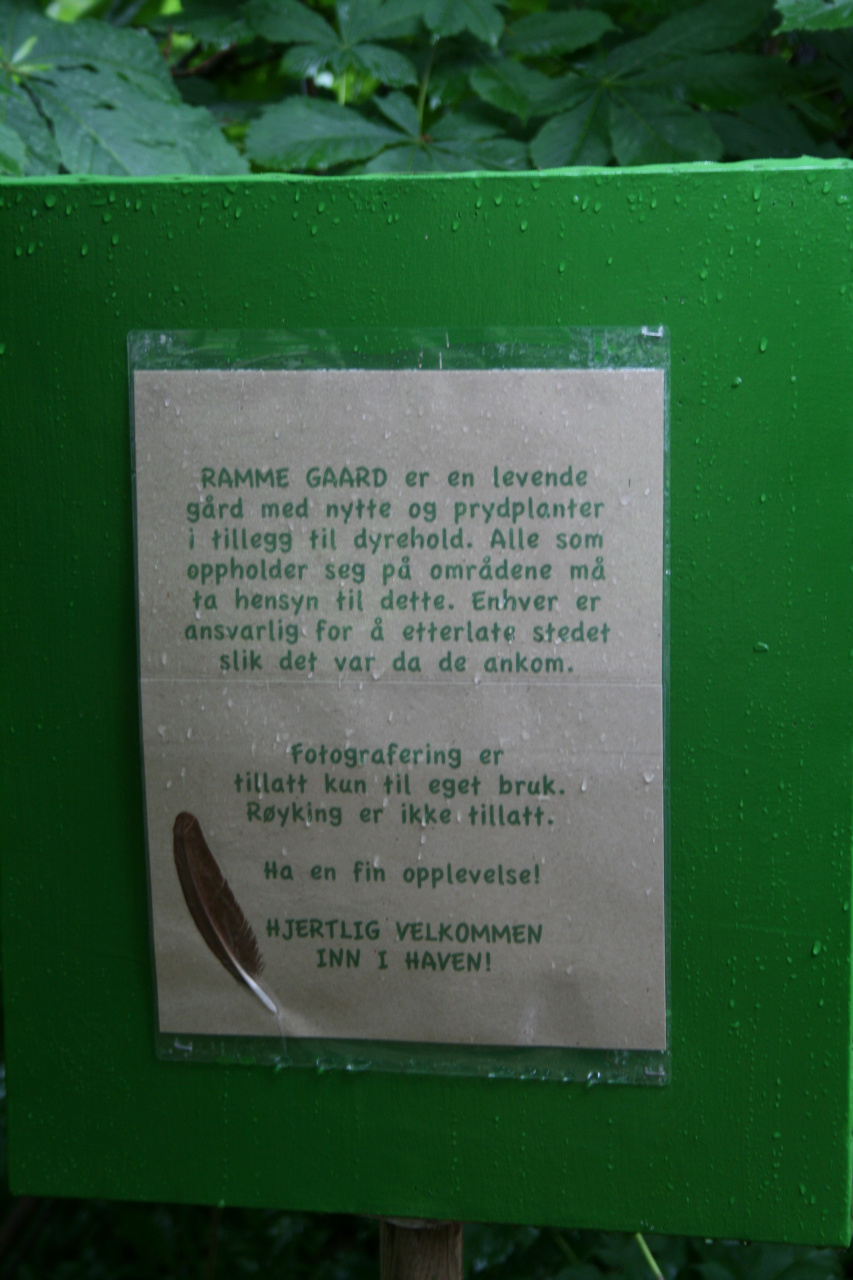 RAMME GAARD er en levende
gård med nytte og prydplanter
i tillegg til dyrehold. Alle som
oppholder seg på områdene må
ta hensyn til dette. Enhver er
ansvarlig for å etterlate stedet
slik det var da de ankom.
Fotografering er
tillatt kun til eget bruk.
Røyking er ikke tillatt.
Ha en fin opplevelse!
HJERTLIG VELKOMMEN
INN I HAVEN!